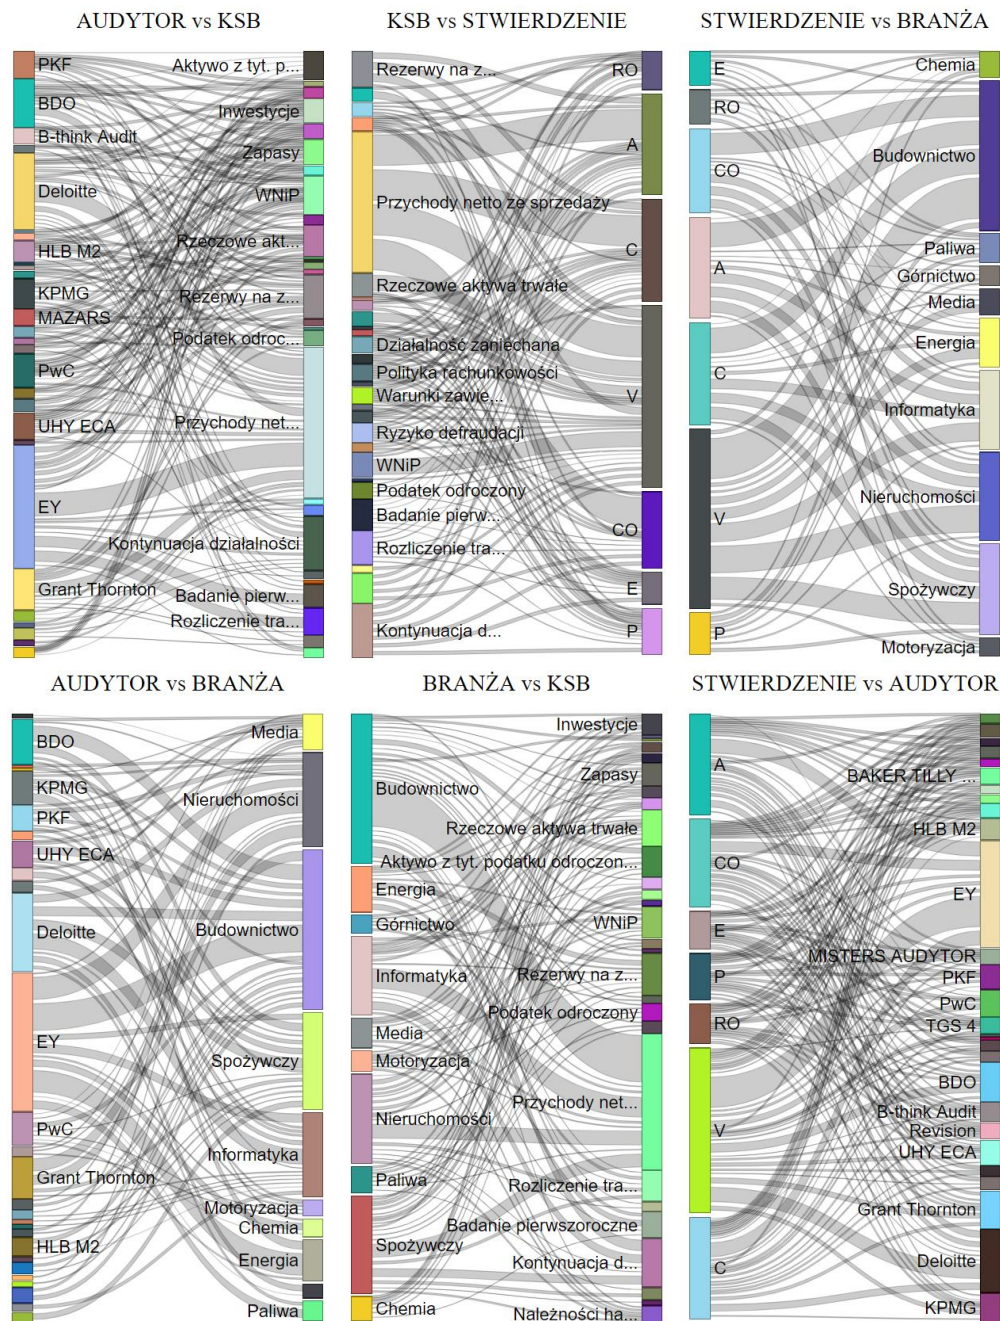 AUDYTOR vs KSB
PKF
BDO
B-think Audit
Deloitte
HLB M2
KPMG
MAZARS
PwC
UHY ECA
EY
Grant Thornton
Aktywo z tyt. p...
Inwestycje
Zapasy
WNiP
Rzeczowe akt...
Rezerwy na z...
Podatek odroc...
Przychody net...
Kontynuacja działalności
Badanie pierw...
Rozliczenie tra...
KSB vs STWIERDZENIE
Rezerwy na z...
Przychody netto ze sprzedaży
Rzeczowe aktywa trwałe
Działalność zaniechana
Polityka rachunkowości
Warunki zawie...
Ryzyko defraudacji
WNiP
Podatek odroczony
Badanie pierw...
Rozliczenie tra...
Kontynuacja d...
RO
A
C
V
CO
E
P
STWIERDZENIE vs BRANŻA
E
RO
CO
A
C
V
P
Chemia
Budownictwo
Paliwa
Górnictwo
Media
Energia
Informatyka
Nieruchomości
Spożywczy
Motoryzacja
AUDYTOR vs BRANŻA
BDO
KPMG
PKF
UHY ECA
Deloitte
EY
PwC
Grant Thornton
HLB M2
Media
Nieruchomości
Budownictwo
Spożywczy
Informatyka
Motoryzacja
Chemia
Energia
Paliwa
BRANŻA vs KSB
Budownictwo
Energia
Górnictwo
Informatyka
Media
Motoryzacja
Nieruchomości
Paliwa
Spożywczy
Chemia
Inwestycje
Zapasy
Rzeczowe aktywa trwałe
Aktywo z tyt. podatku odroczon...
WNiP
Rezerwy na z...
Podatek odroczony
Przychody net...
Rozliczenie tra...
Badanie pierwszoroczne
Kontynuacja d...
Należności ha...
STWIERDZENIE vs AUDYTOR
A
CO
E
P
RO
V
C
BAKER TILLY ...
HLB M2
EY
MISTERS AUDYTOR
PKF
PwC
TGS 4
BDO
B-think Audit
Revision
UHY ECA
Grant Thornton
Deloitte
KPMG